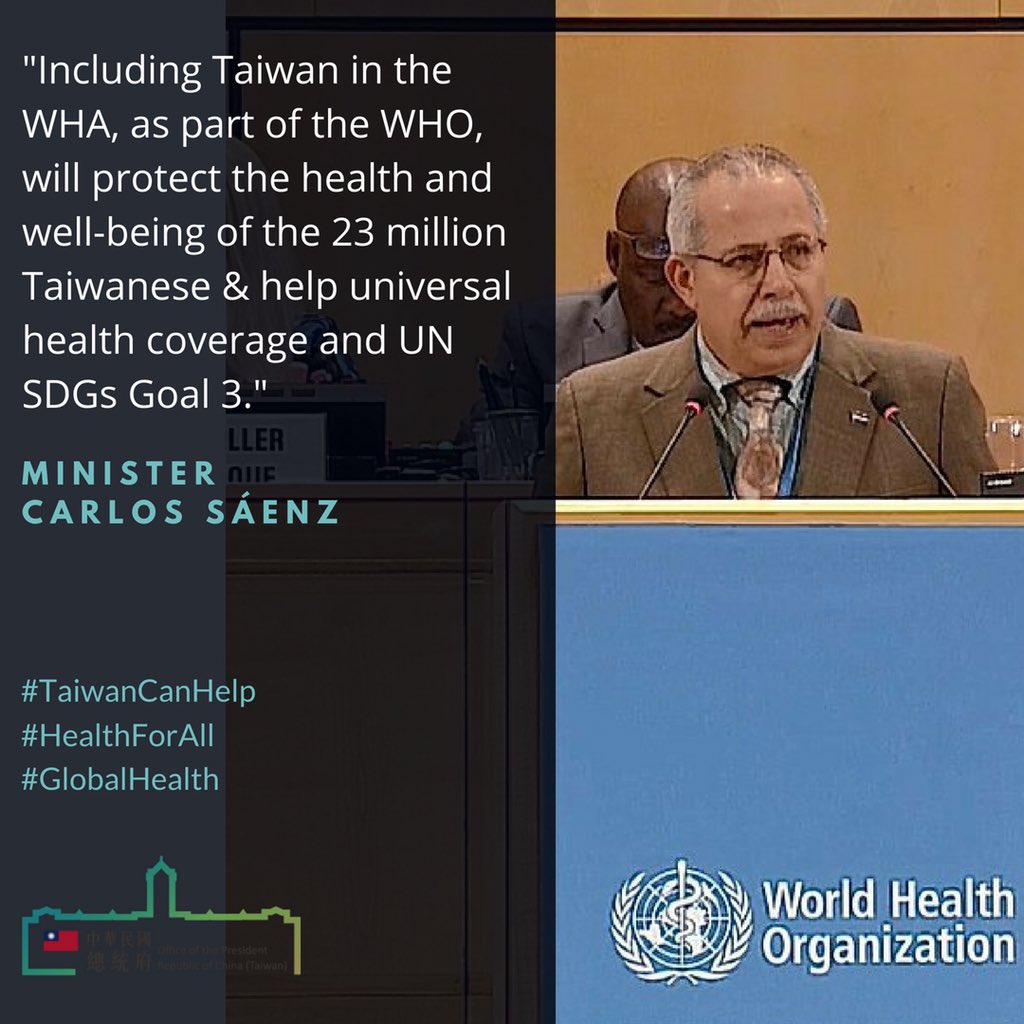 "Including Taiwan in the
WHA, as part of the WHO,
will protect the health and
well-being of the 23 million
Taiwanese & help universal
health coverage and UN
SDGs Goal 3."
MINISTER
CARLOS SÁENZ
#TaiwanCanHelp
#HealthForAll
#GlobalHealth
中華民國
總統府
Office of the President
Republic of China (Taiwan)
LLER
QUE
World Health
Organization